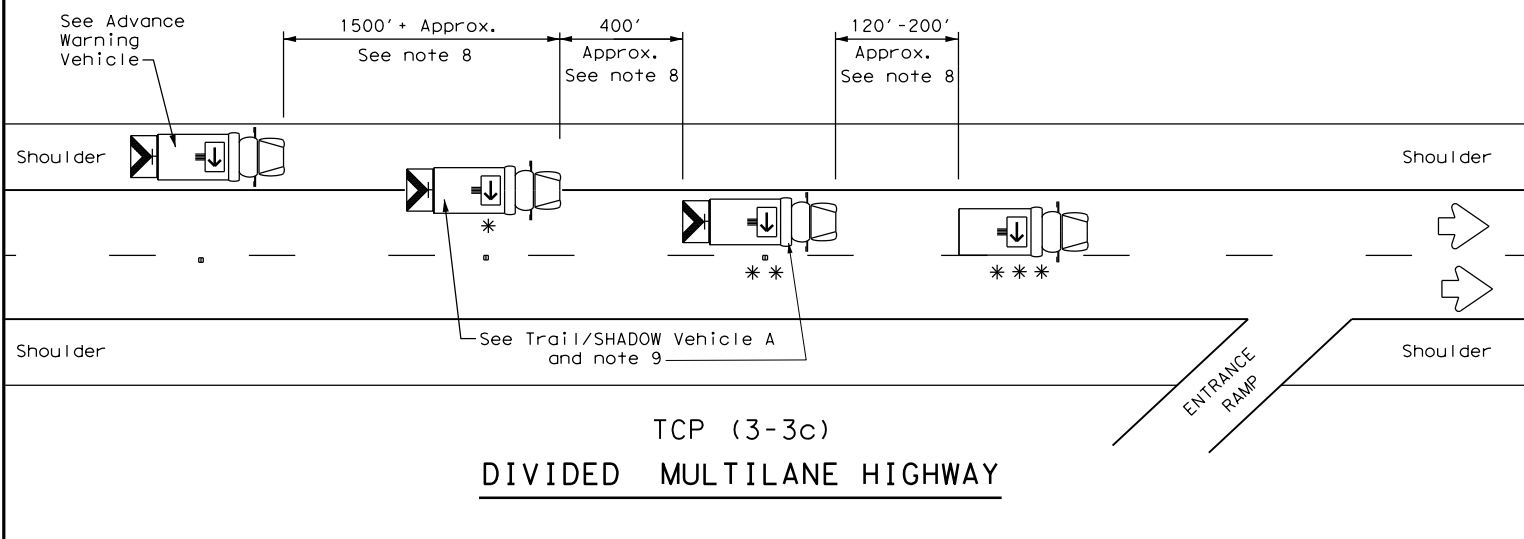 See Advance
Warning
Vehicle
1500'+ Approx.
See note 8
400'
Approx.
See note 8
120'-200'
Approx.
See note 8
Shoulder
Shoulder
*
* *
* * *
See Trail/SHADOW Vehicle A
and note 9
Shoulder
Shoulder
ENTRANCE
RAMP
TCP (3-3c)
DIVIDED MULTILANE HIGHWAY